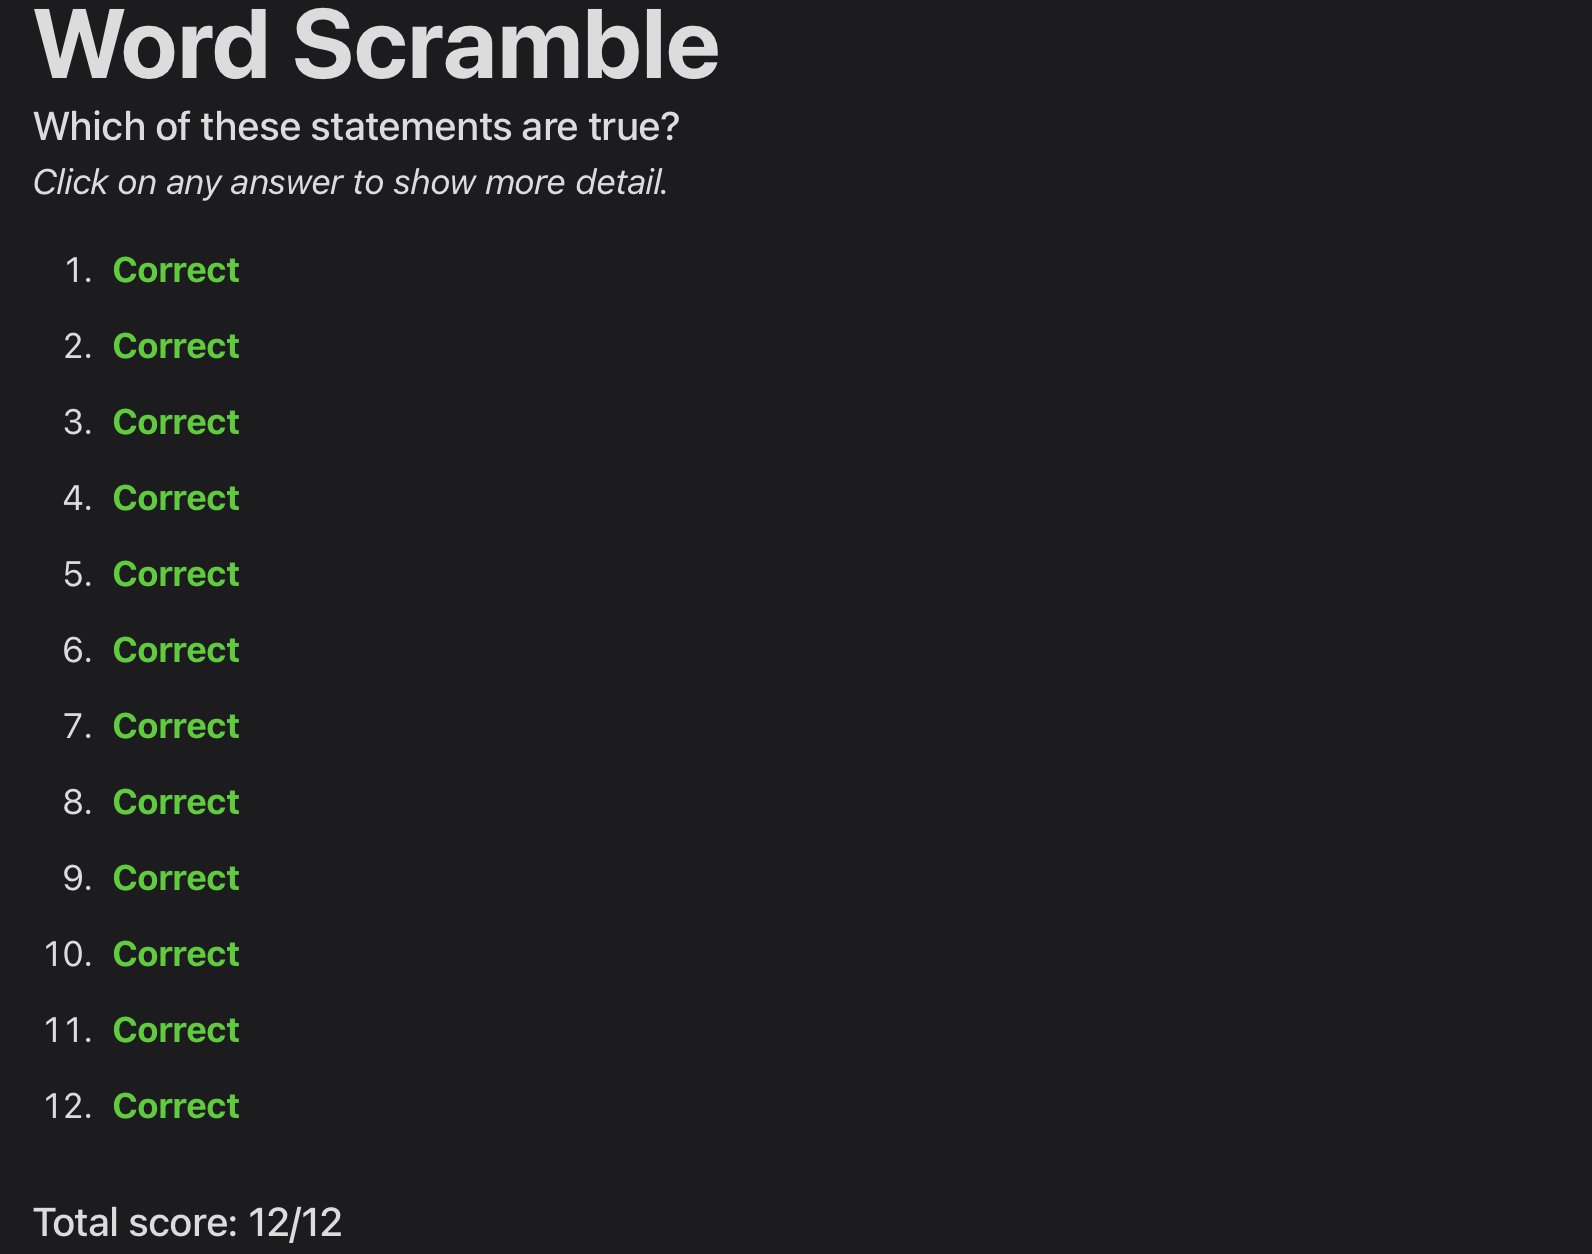 Word Scramble
Which of these statements are true?
Click on any answer to show more detail.
1. Correct
2. Correct
3. Correct
4. Correct
5. Correct
6. Correct
7. Correct
8. Correct
9. Correct
10. Correct
11. Correct
12. Correct
Total score: 12/12